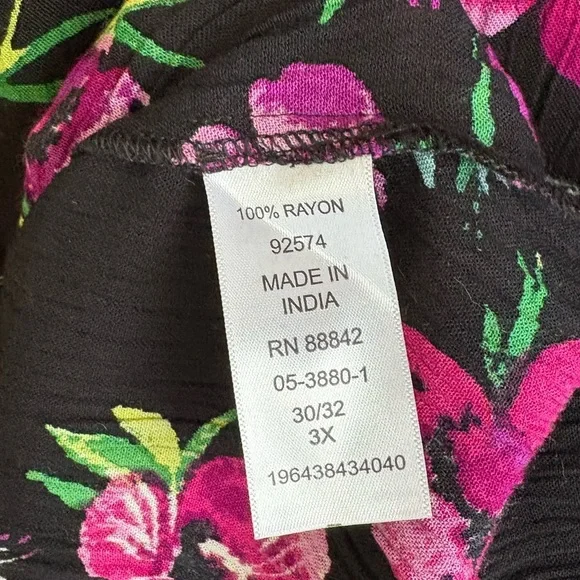 100% RAYON
92574
MADE IN
INDIA
RN 88842
05-3880-1
30/32
3X
196438434040